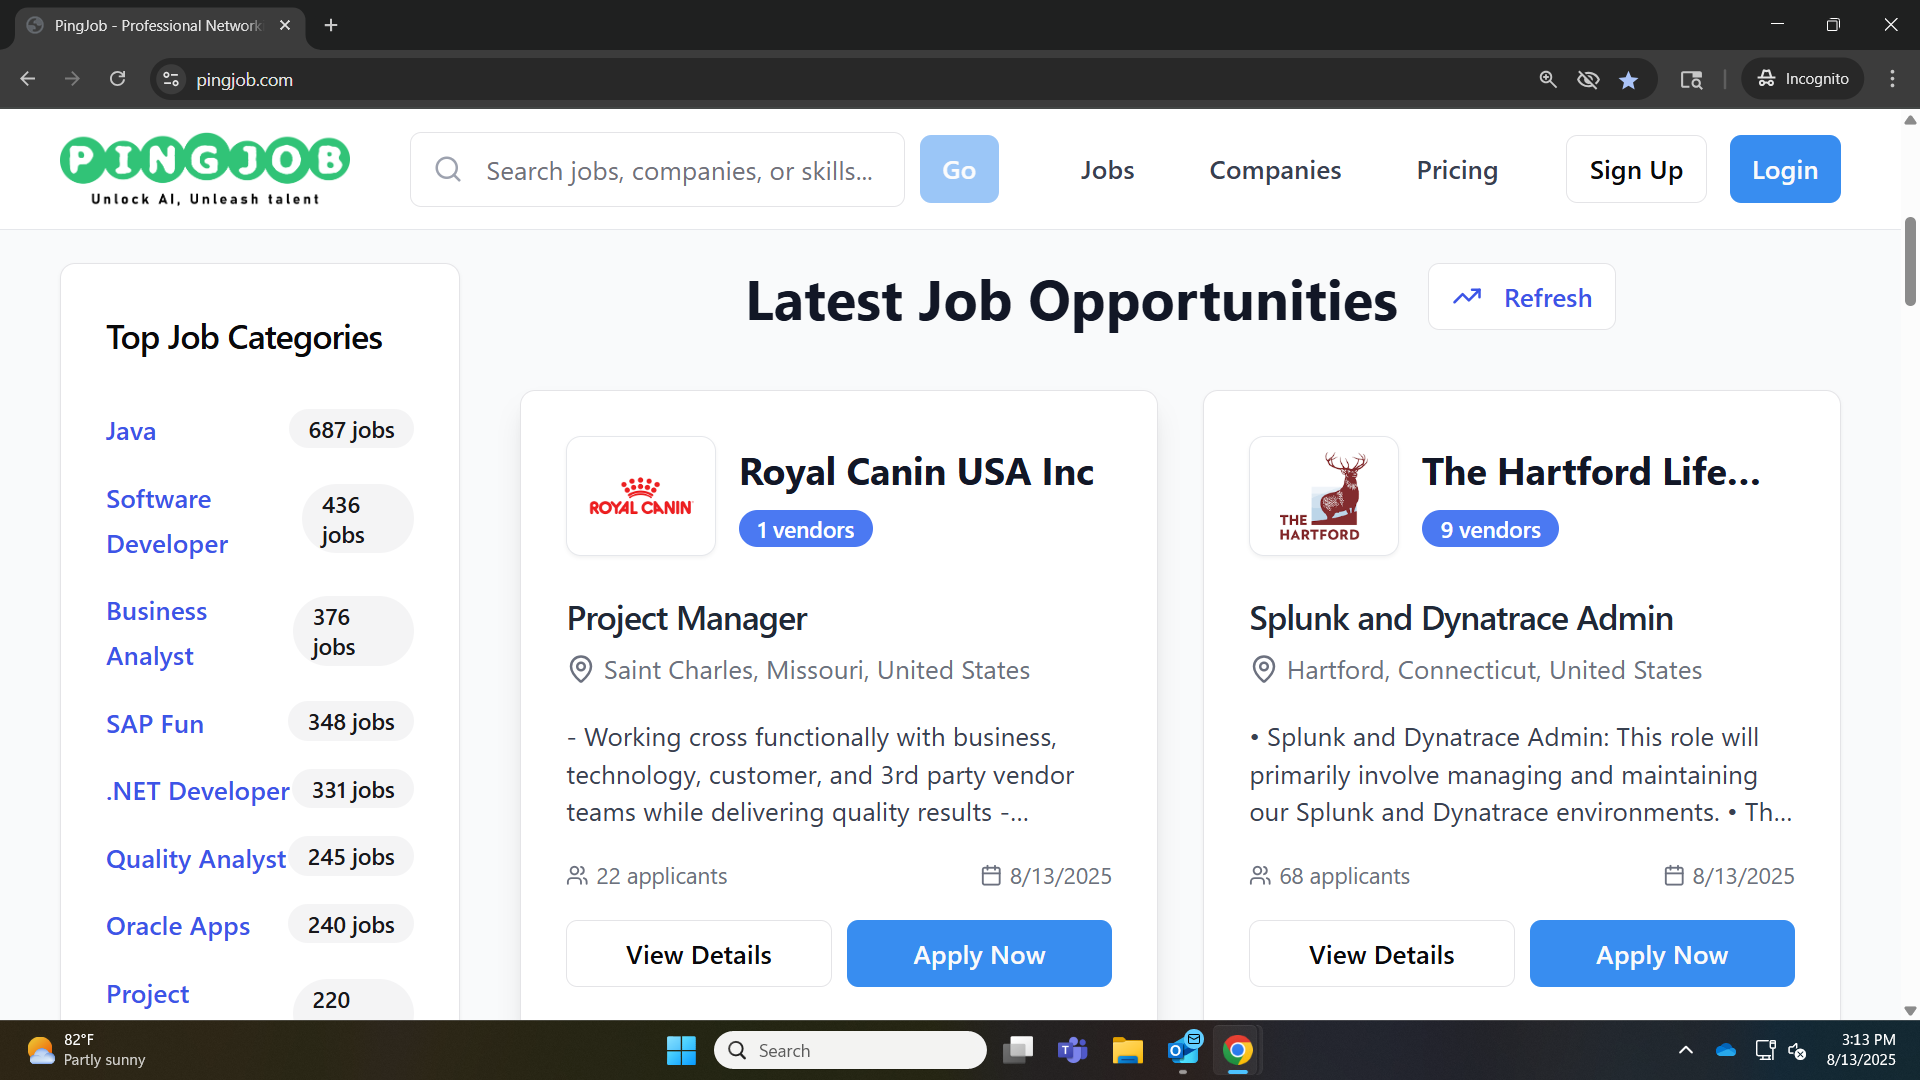 PingJob - Professional Network
pingjob.com
Incognito
PINGJOB
Unlock AI, Unleash talent
Search jobs, companies, or skills...
Go
Jobs
Companies
Pricing
Sign Up
Login
Top Job Categories
Java
687 jobs
Software
Developer
436
jobs
Business
Analyst
376
jobs
SAP Fun
348 jobs
.NET Developer
331 jobs
Quality Analyst
245 jobs
Oracle Apps
240 jobs
Project
220
Latest Job Opportunities
Refresh
ROYAL CANIN
Royal Canin USA Inc
1 vendors
Project Manager
Saint Charles, Missouri, United States
- Working cross functionally with business,
technology, customer, and 3rd party vendor
teams while delivering quality results -...
22 applicants
8/13/2025
View Details
Apply Now
THE
HARTFORD
The Hartford Life...
9 vendors
Splunk and Dynatrace Admin
Hartford, Connecticut, United States
• Splunk and Dynatrace Admin: This role will
primarily involve managing and maintaining
our Splunk and Dynatrace environments. • Th...
68 applicants
8/13/2025
View Details
Apply Now
82°F
Partly sunny
Search
3:13 PM
8/13/2025